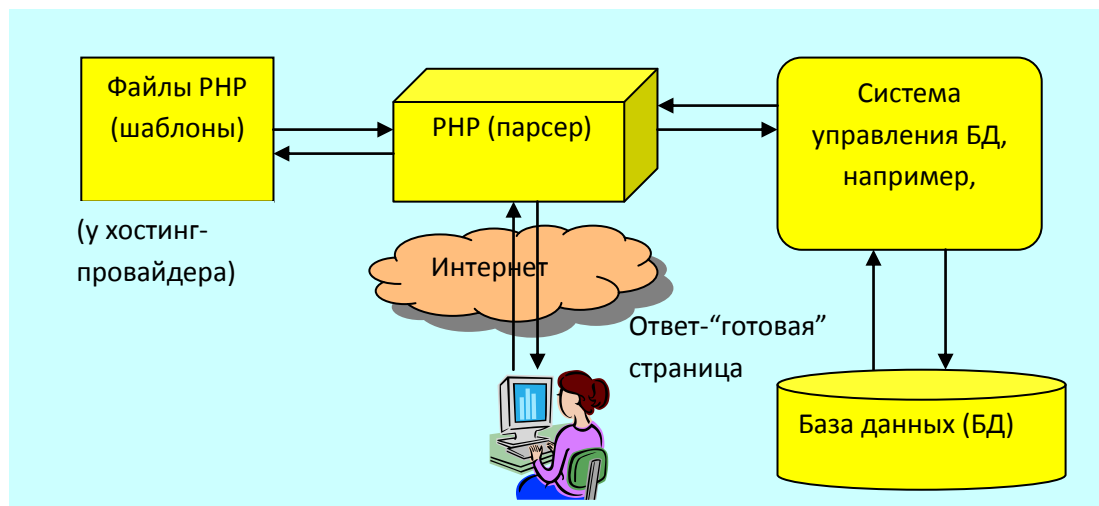 Файлы PHP
(шаблоны)
(у хостинг-
провайдера)
PHP (парсер)
Система
управления БД,
например,
Интернет
Ответ-“готовая”
страница
База данных (БД)